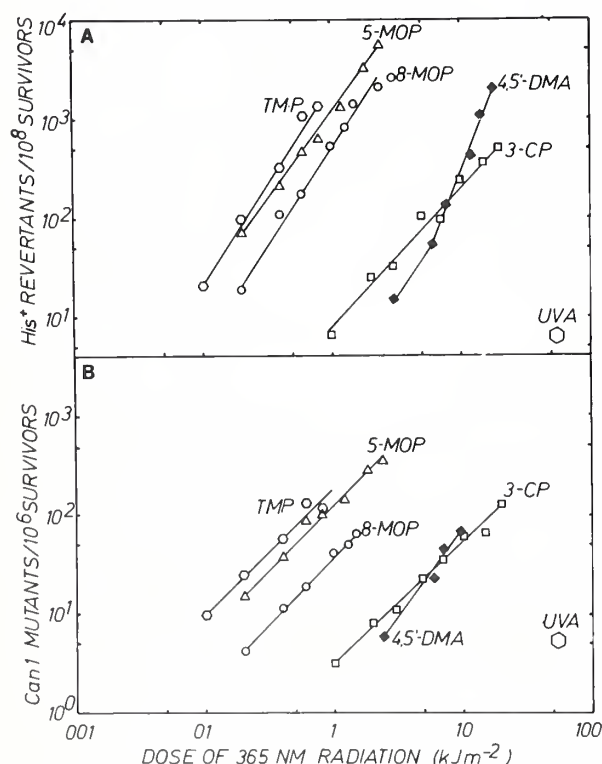 A
10⁴
10³
10²
10¹
His⁺ REVERTANTS/10⁸ SURVIVORS
5-MOP
8-MOP
TMP
4,5'-DMA
3-CP
UVA
B
10³
10²
10¹
10⁰
Can1 MUTANTS/10⁶ SURVIVORS
5-MOP
TMP
8-MOP
3-CP
4,5'-DMA
UVA
001 01 1 10 100
DOSE OF 365 NM RADIATION (kJm⁻²)